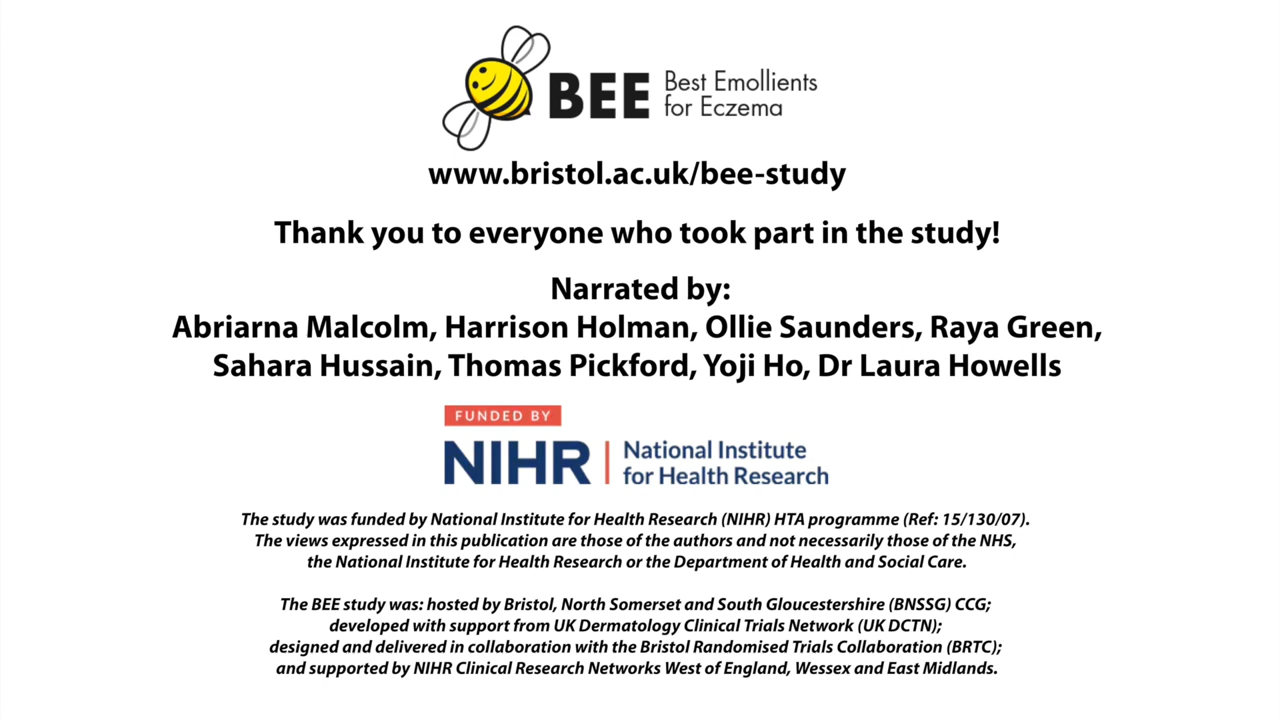 BEE Best Emollients
for Eczema
www.bristol.ac.uk/bee-study
Thank you to everyone who took part in the study!
Narrated by:
Abriarna Malcolm, Harrison Holman, Ollie Saunders, Raya Green,
Sahara Hussain, Thomas Pickford, Yoji Ho, Dr Laura Howells
FUNDED BY
NIHR | National Institute
for Health Research
The study was funded by National Institute for Health Research (NIHR) HTA programme (Ref: 15/130/07).
The views expressed in this publication are those of the authors and not necessarily those of the NHS,
the National Institute for Health Research or the Department of Health and Social Care.
The BEE study was: hosted by Bristol, North Somerset and South Gloucestershire (BNSSG) CCG;
developed with support from UK Dermatology Clinical Trials Network (UK DCTN);
designed and delivered in collaboration with the Bristol Randomised Trials Collaboration (BRTC);
and supported by NIHR Clinical Research Networks West of England, Wessex and East Midlands.